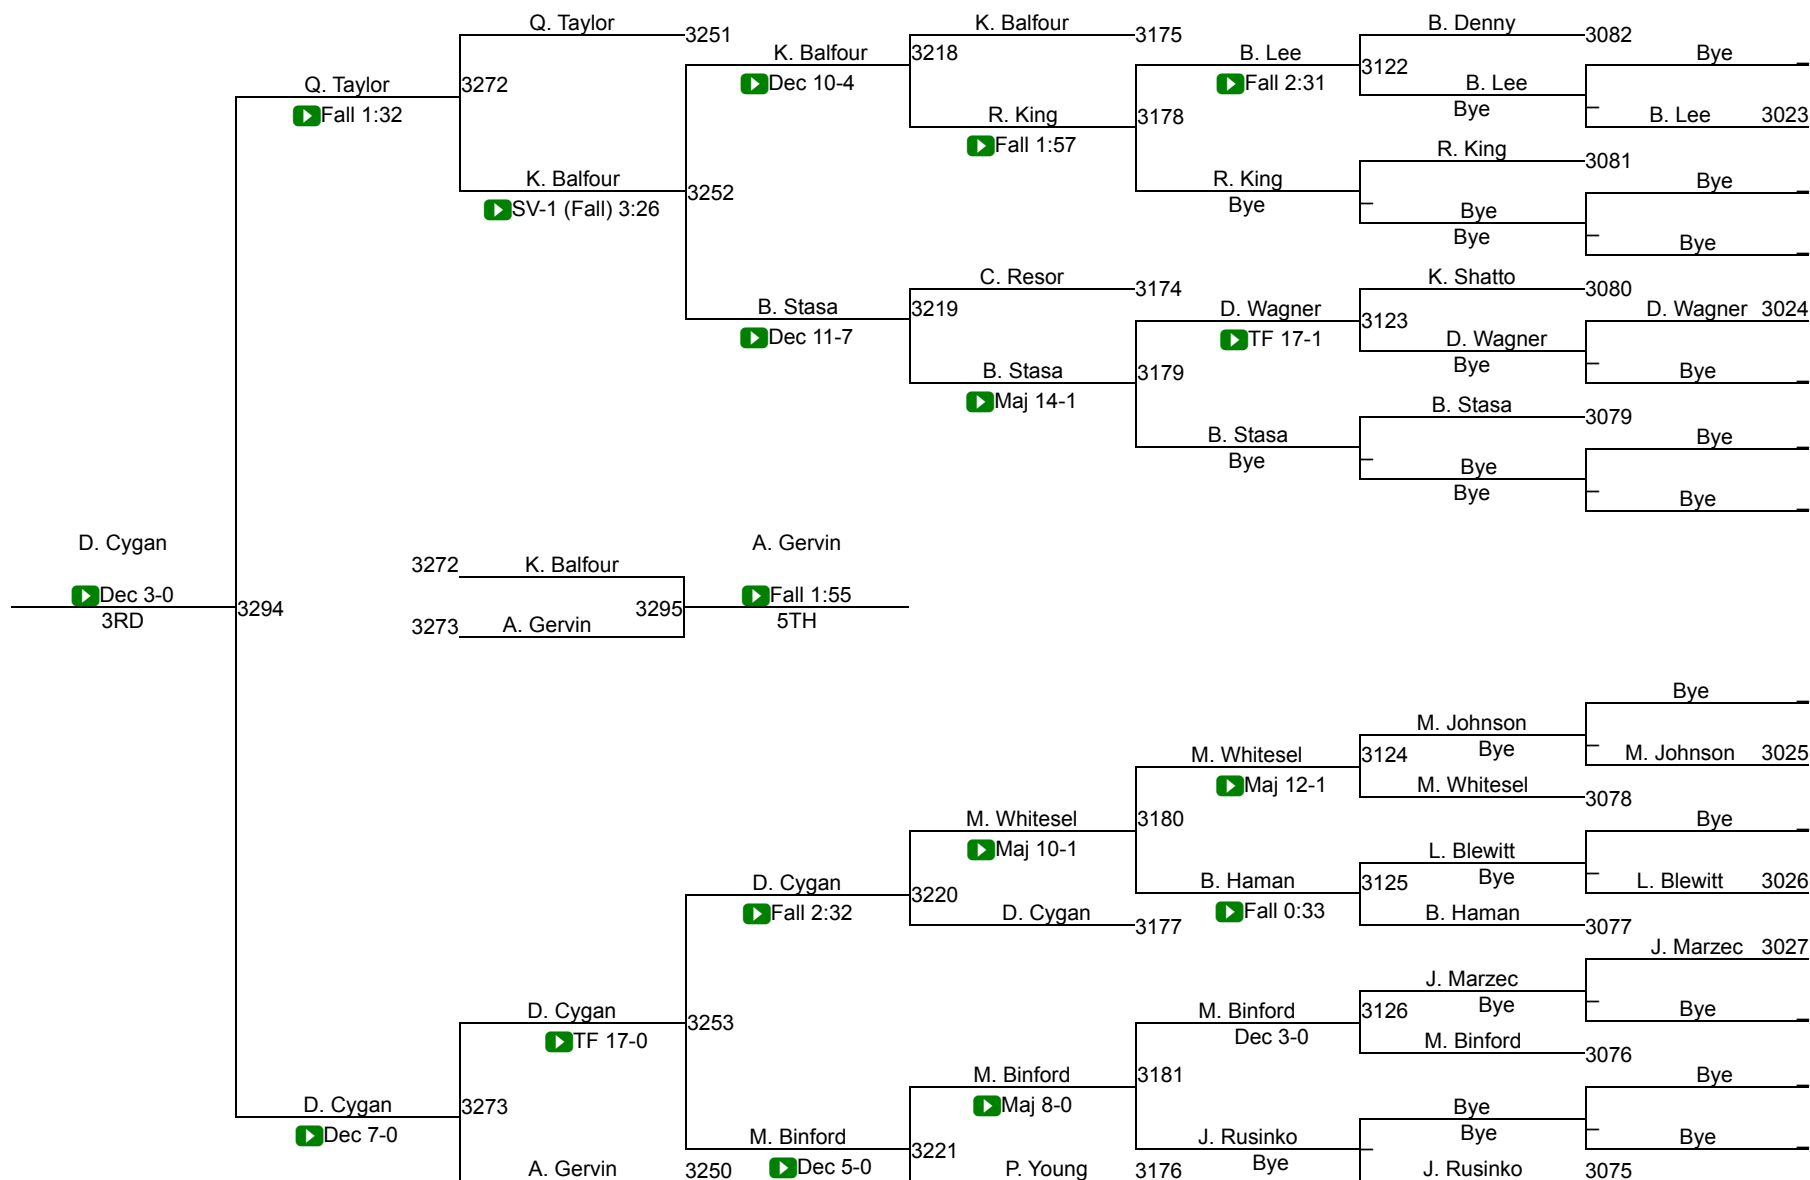 Q. Taylor
3251
K. Balfour
3175
B. Denny
3082
Q. Taylor
Fall 1:32
3272
K. Balfour
Dec 10-4
3218
B. Lee
Fall 2:31
3122
B. Lee
Bye
Bye
B. Lee 3023
R. King
Fall 1:57
3178
R. King
3081
K. Balfour
SV-1 (Fall) 3:26
3252
R. King
Bye
Bye
Bye
Bye
Bye
C. Resor
3174
K. Shatto
3080
B. Stasa
Dec 11-7
3219
D. Wagner
TF 17-1
3123
D. Wagner
Bye
D. Wagner 3024
Bye
B. Stasa
Maj 14-1
3179
B. Stasa
3079
B. Stasa
Bye
Bye
Bye
Bye
Bye
D. Cygan
Dec 3-0
3RD
3294
3272 K. Balfour
3273 A. Gervin
3295
A. Gervin
Fall 1:55
5TH
Bye
M. Johnson
Bye
M. Johnson 3025
M. Whitesel
Maj 12-1
3124
M. Whitesel
3078
M. Whitesel
Maj 10-1
3180
Bye
L. Blewitt
Bye
L. Blewitt 3026
D. Cygan
Fall 2:32
3220
B. Haman
Fall 0:33
3125
B. Haman
3077
D. Cygan
3177
J. Marzec 3027
J. Marzec
Bye
Bye
D. Cygan
TF 17-0
3253
M. Binford
Dec 3-0
3126
M. Binford
3076
M. Binford
Maj 8-0
3181
Bye
D. Cygan
Dec 7-0
3273
Bye
Bye
Bye
M. Binford
Dec 5-0
3221
J. Rusinko
Bye
A. Gervin
3250
P. Young
3176
J. Rusinko
3075